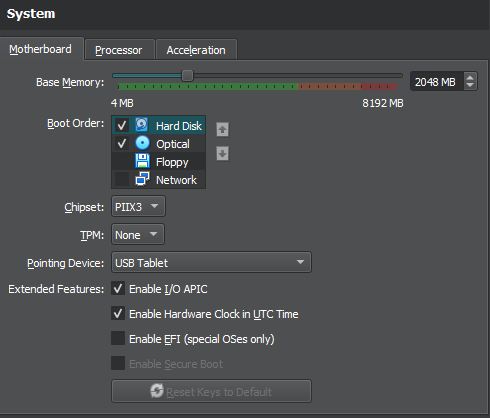 System
Motherboard Processor Acceleration
Base Memory: 2048 MB
4 MB 8192 MB
Boot Order: Hard Disk
Optical
Floppy
Network
Chipset: PIIX3
TPM: None
Pointing Device: USB Tablet
Extended Features: Enable I/O APIC
Enable Hardware Clock in UTC Time
Enable EFI (special OSes only)
Enable Secure Boot
Reset Keys to Default